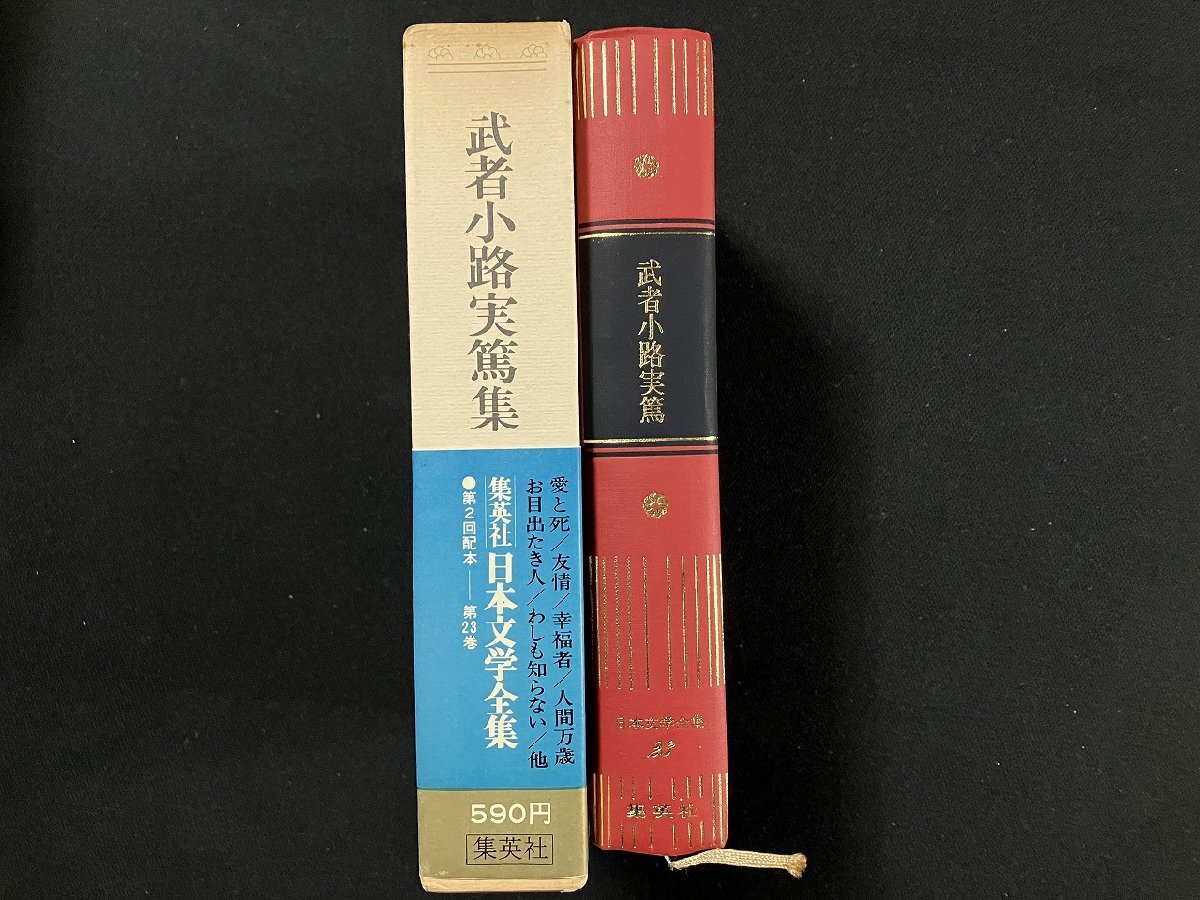 武者小路実篤集
愛と死/友情/幸福者/人間万歳
お目出たき人/わしも知らない/他
集英社 日本文学全集
●第2回配本――第23巻
590円
集英社
武者小路実篤
日本文学全集
23
集英社